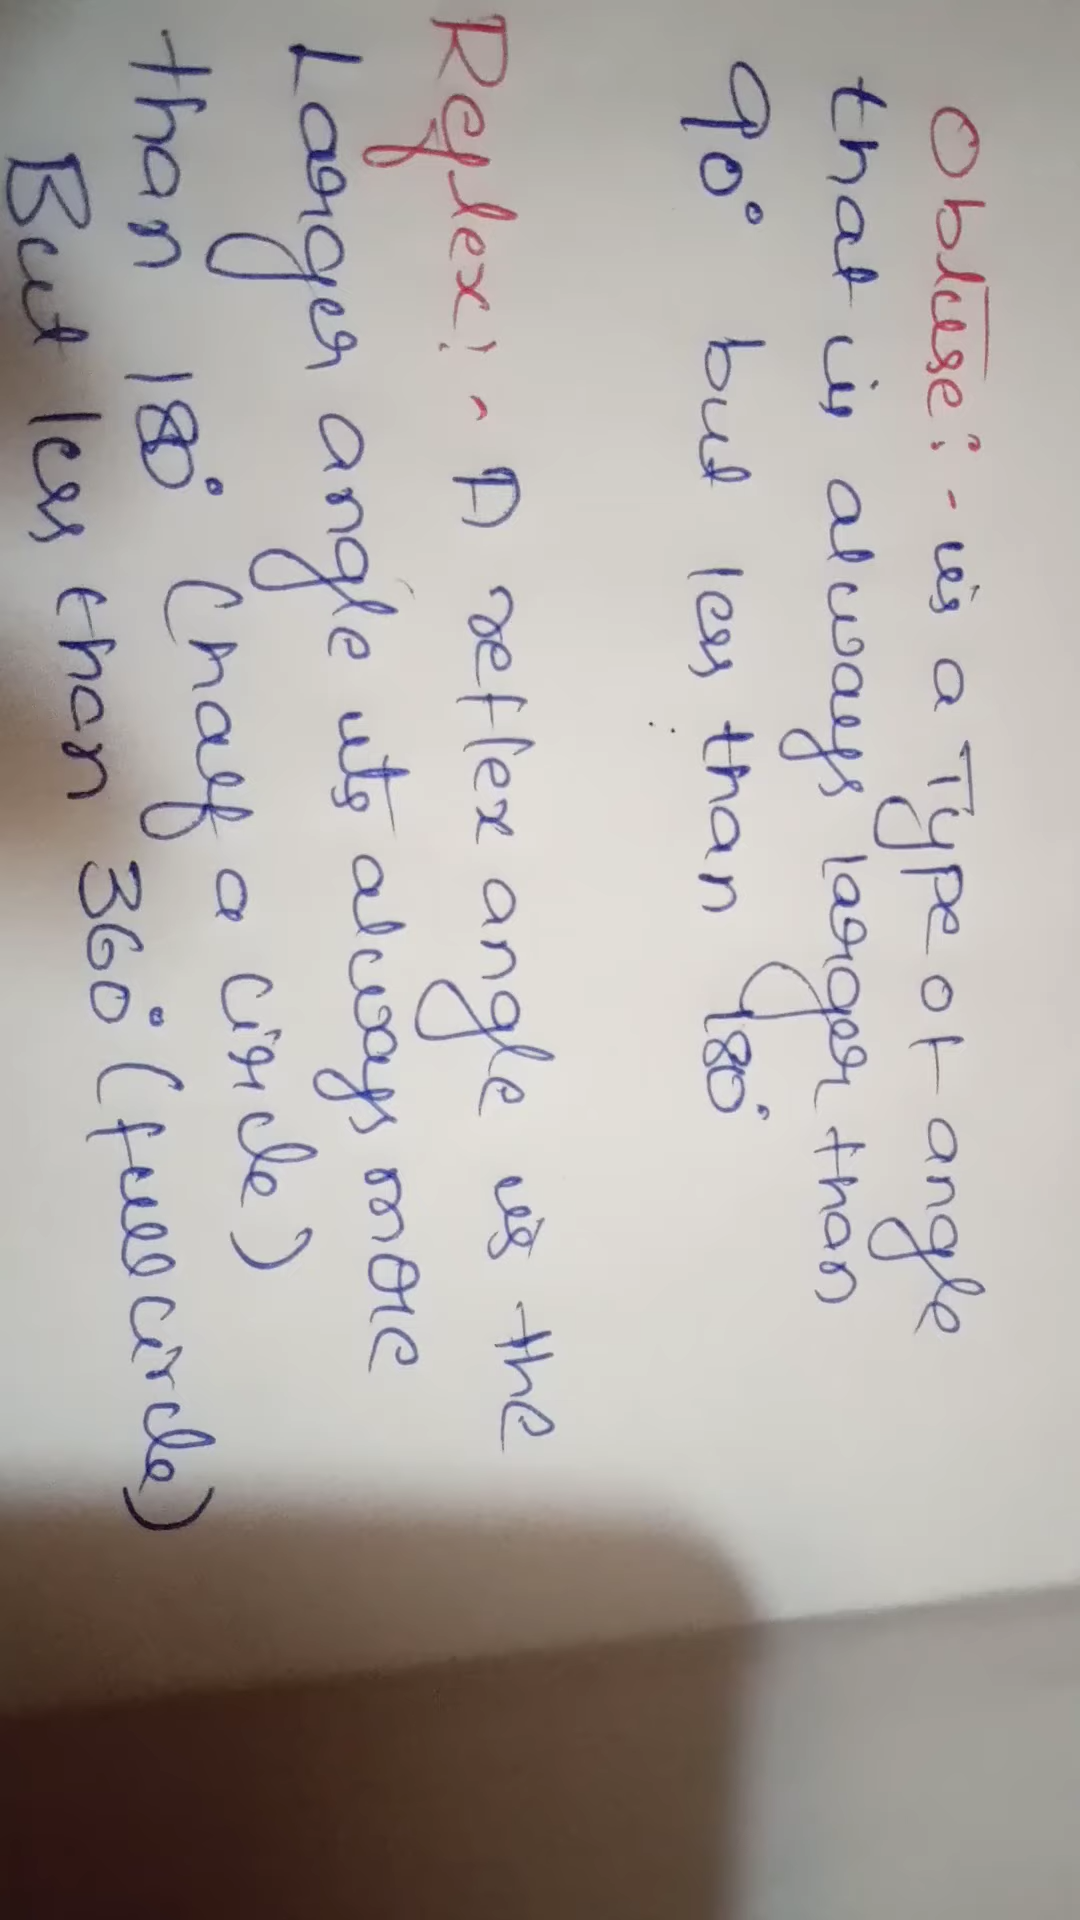 Obtuse:- is a Type of angle
that is always larger than
90° but less than 180°
Reflex:- A reflex angle is the
Larger angle its always more
than 180° (half a circle)
But less than 360° (full circle)